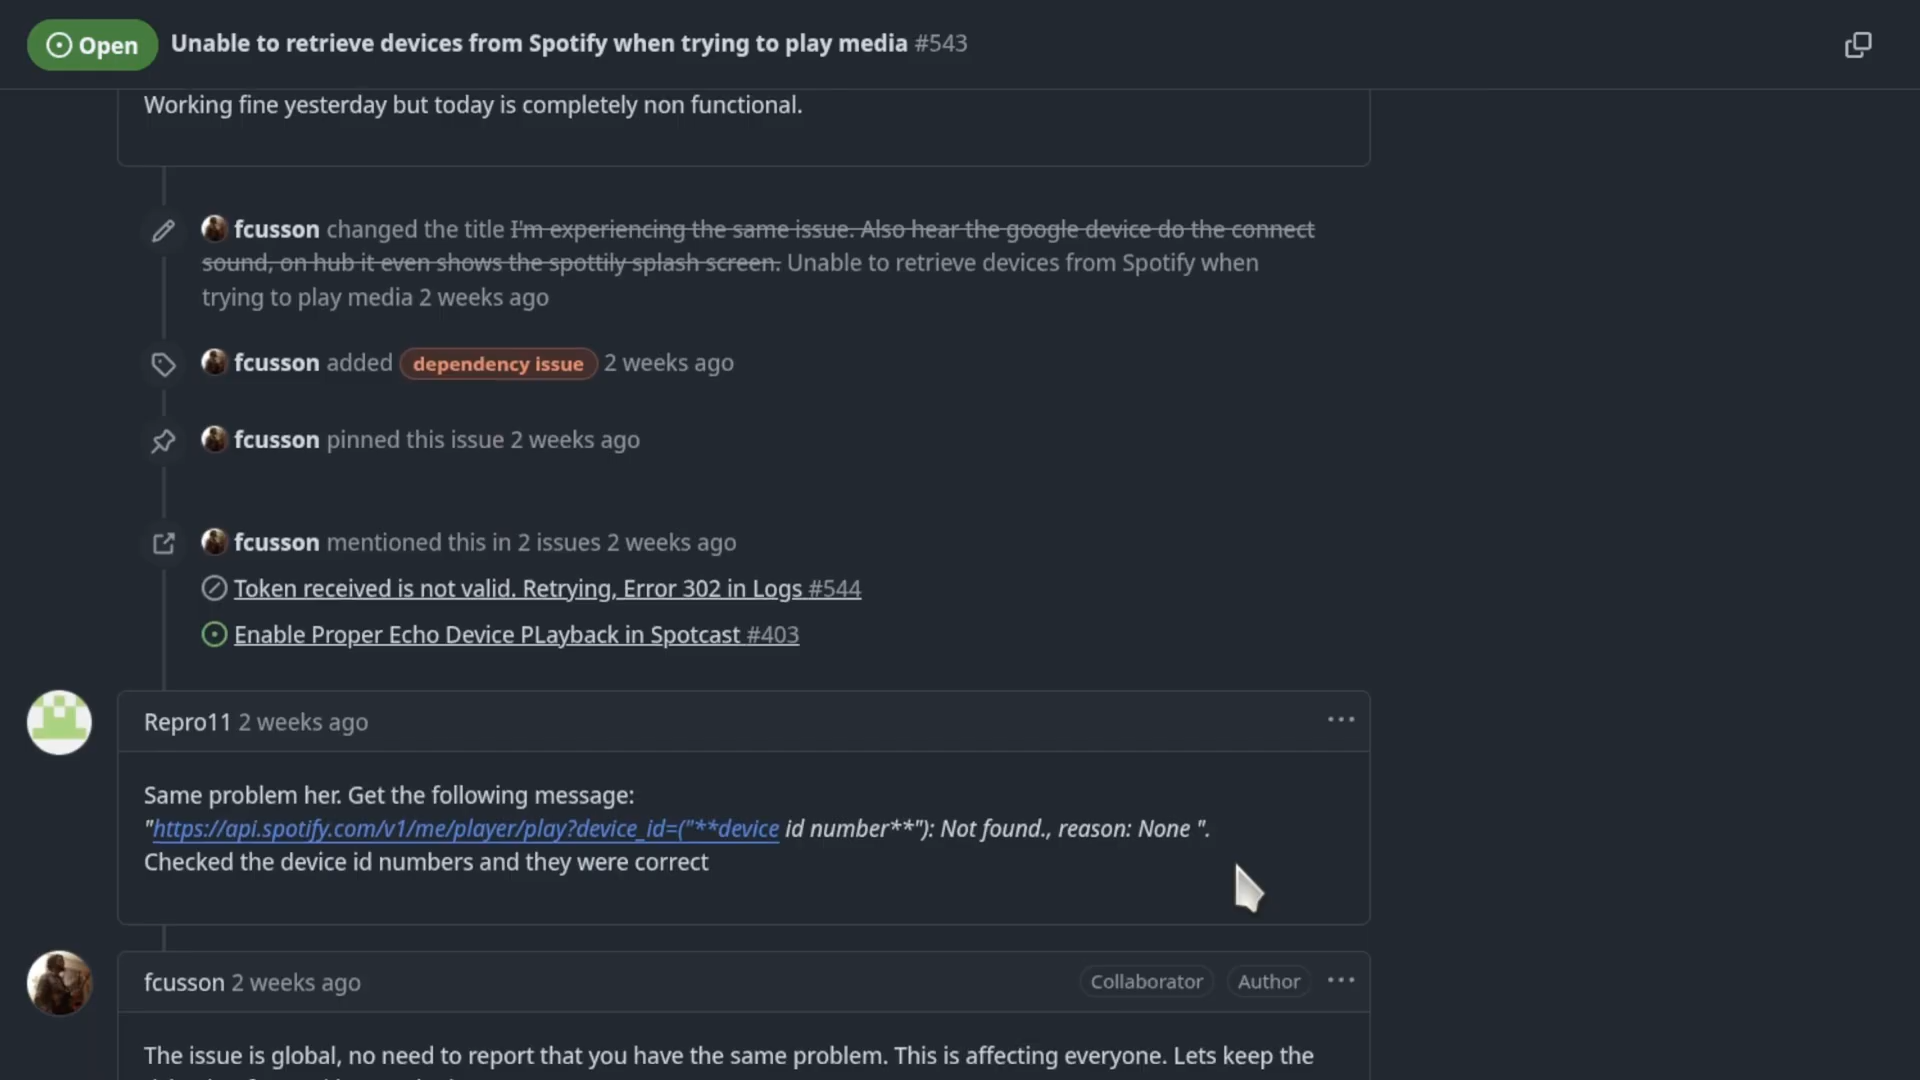 Open Unable to retrieve devices from Spotify when trying to play media #543
Working fine yesterday but today is completely non functional.
fcusson changed the title I'm experiencing the same issue. Also hear the google device do the connect
sound, on hub it even shows the spottily splash screen. Unable to retrieve devices from Spotify when
trying to play media 2 weeks ago
fcusson added dependency issue 2 weeks ago
fcusson pinned this issue 2 weeks ago
fcusson mentioned this in 2 issues 2 weeks ago
Token received is not valid. Retrying, Error 302 in Logs #544
Enable Proper Echo Device PLayback in Spotcast #403
Repro11 2 weeks ago
Same problem her. Get the following message:
"https://api.spotify.com/v1/me/player/play?device_id=("**device id number**"): Not found., reason: None ".
Checked the device id numbers and they were correct
fcusson 2 weeks ago Collaborator Author
The issue is global, no need to report that you have the same problem. This is affecting everyone. Lets keep the